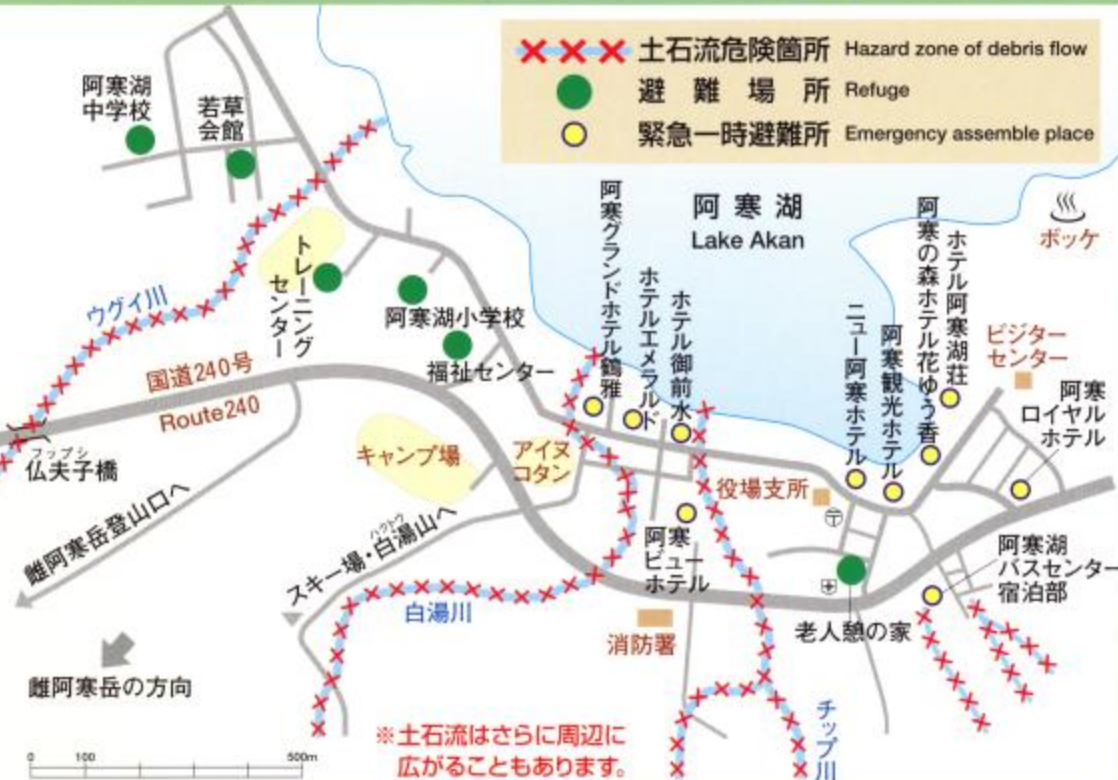 土石流危険箇所 Hazard zone of debris flow
避難場所 Refuge
緊急一時避難所 Emergency assemble place
阿寒湖
中学校
若草
会館
トレーニング
センター
ウグイ川
国道240号
Route240
フップシ
仏夫子橋
雌阿寒岳登山口へ
雌阿寒岳の方向
阿寒湖小学校
福祉センター
キャンプ場
アイヌ
コタン
ハクトウ
スキー場・白湯山へ
白湯川
阿寒湖
Lake Akan
阿寒グランドホテル鶴雅
ホテルエメラルド
ホテル御前水
阿寒
ビュー
ホテル
消防署
役場支所
ニュー阿寒ホテル
阿寒観光ホテル
阿寒の森ホテル花ゆう香
ホテル阿寒湖荘
ボッケ
ビジター
センター
阿寒
ロイヤル
ホテル
阿寒湖
バスセンター
宿泊部
老人憩の家
チップ川
※土石流はさらに周辺に
広がることもあります。
0 100 500m